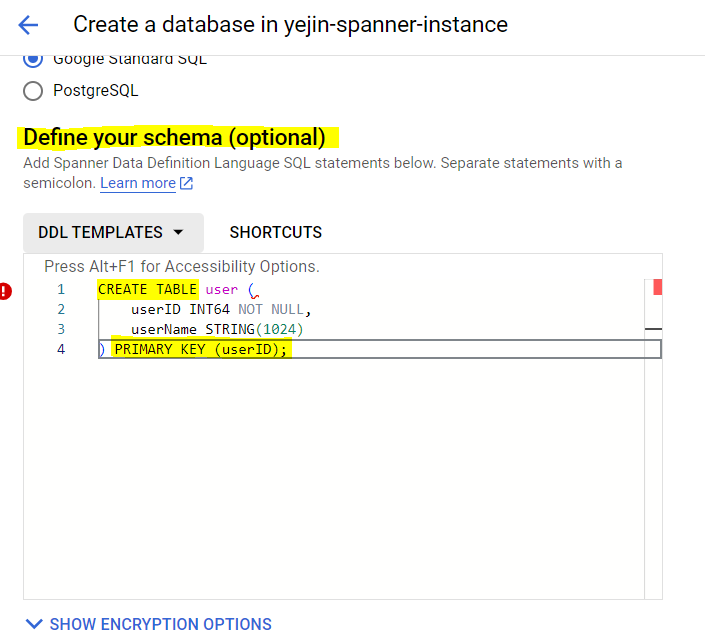 Create a database in yejin-spanner-instance
Google Standard SQL
PostgreSQL
Define your schema (optional)
Add Spanner Data Definition Language SQL statements below. Separate statements with a
semicolon. Learn more
DDL TEMPLATES SHORTCUTS
Press Alt+F1 for Accessibility Options.
1 CREATE TABLE user (
2 userID INT64 NOT NULL,
3 userName STRING(1024)
4 ) PRIMARY KEY (userID);
SHOW ENCRYPTION OPTIONS